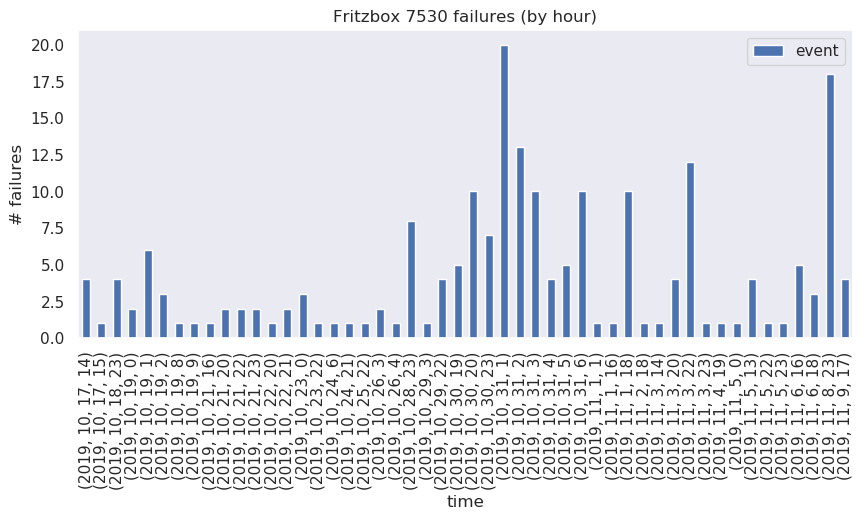 Fritzbox 7530 failures (by hour)
event
# failures
20.0
17.5
15.0
12.5
10.0
7.5
5.0
2.5
0.0
(2019, 10, 17, 14)
(2019, 10, 17, 15)
(2019, 10, 18, 23)
(2019, 10, 19, 0)
(2019, 10, 19, 1)
(2019, 10, 19, 2)
(2019, 10, 19, 8)
(2019, 10, 19, 9)
(2019, 10, 21, 16)
(2019, 10, 21, 20)
(2019, 10, 21, 22)
(2019, 10, 21, 23)
(2019, 10, 22, 20)
(2019, 10, 22, 21)
(2019, 10, 23, 0)
(2019, 10, 23, 22)
(2019, 10, 24, 6)
(2019, 10, 24, 21)
(2019, 10, 25, 22)
(2019, 10, 26, 3)
(2019, 10, 26, 4)
(2019, 10, 28, 23)
(2019, 10, 29, 3)
(2019, 10, 29, 22)
(2019, 10, 30, 19)
(2019, 10, 30, 20)
(2019, 10, 30, 23)
(2019, 10, 31, 1)
(2019, 10, 31, 2)
(2019, 10, 31, 3)
(2019, 10, 31, 4)
(2019, 10, 31, 5)
(2019, 10, 31, 6)
(2019, 11, 1, 1)
(2019, 11, 1, 16)
(2019, 11, 1, 18)
(2019, 11, 2, 18)
(2019, 11, 3, 14)
(2019, 11, 3, 20)
(2019, 11, 3, 22)
(2019, 11, 3, 23)
(2019, 11, 4, 19)
(2019, 11, 5, 0)
(2019, 11, 5, 13)
(2019, 11, 5, 22)
(2019, 11, 5, 23)
(2019, 11, 6, 16)
(2019, 11, 6, 18)
(2019, 11, 8, 23)
(2019, 11, 9, 17)
time